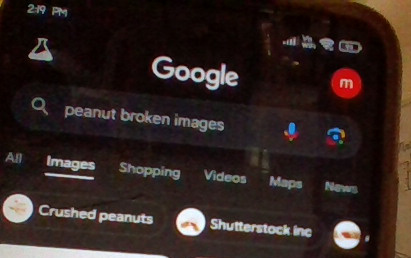 2:19 PM
Google
m
peanut broken images
All Images Shopping Videos Maps News
Crushed peanuts Shutterstock inc